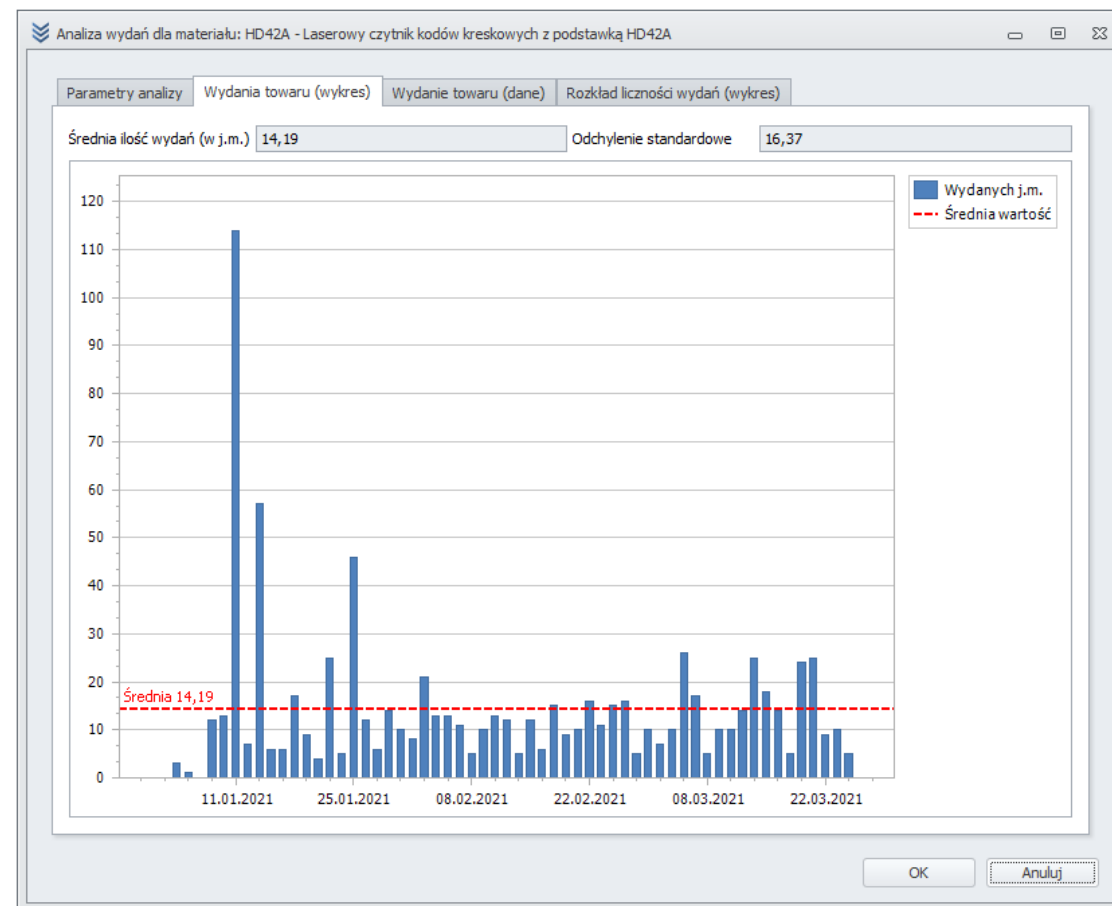 Analiza wydań dla materiału: HD42A - Laserowy czytnik kodów kreskowych z podstawką HD42A
Parametry analizy Wydania towaru (wykres) Wydanie towaru (dane) Rozkład liczności wydań (wykres)
Średnia ilość wydań (w j.m.) 14,19 Odchylenie standardowe 16,37
Wydanych j.m.
Średnia wartość
120
110
100
90
80
70
60
50
40
30
20
Średnia 14,19
10
0
11.01.2021 25.01.2021 08.02.2021 22.02.2021 08.03.2021 22.03.2021
OK Anuluj